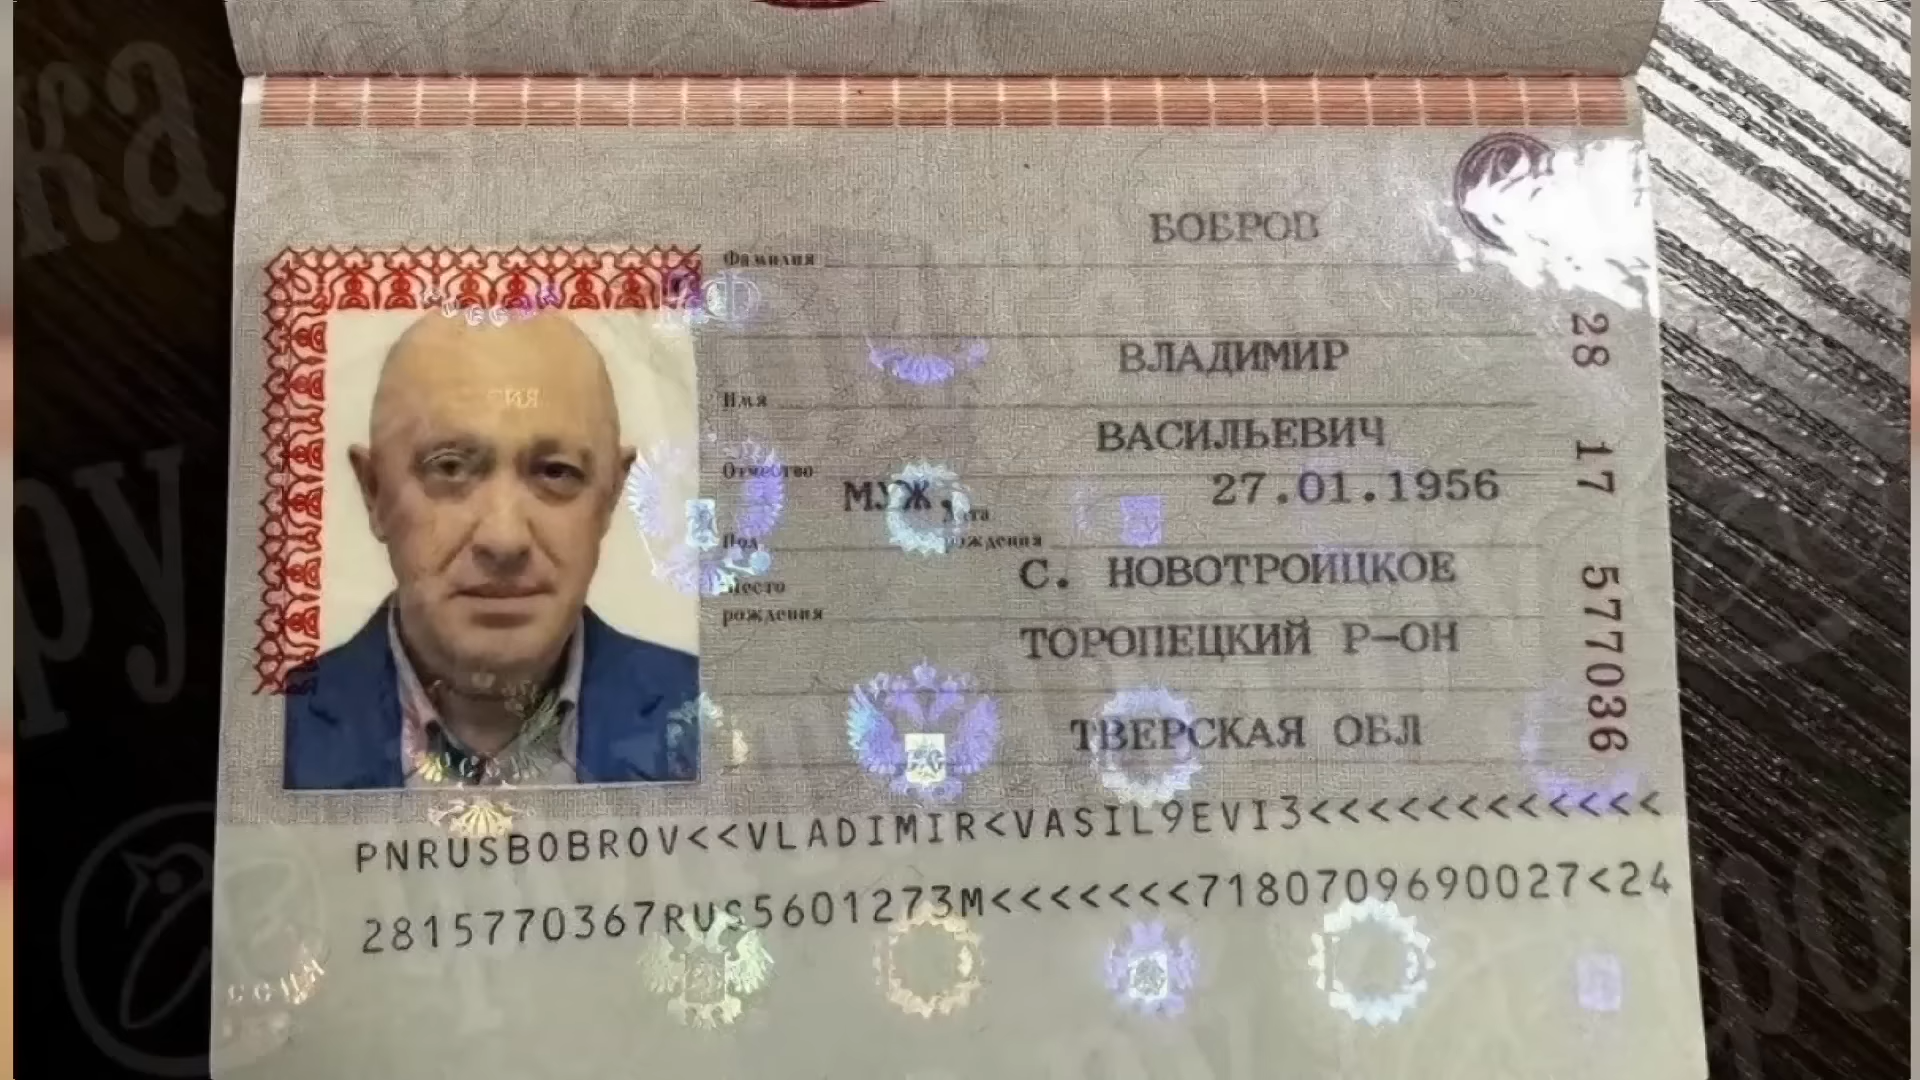 БОБРОВ
Фамилия
ВЛАДИМИР
Имя
ВАСИЛЬЕВИЧ
Отчество
МУЖ. 27.01.1956
Дата
Пол рождения
С. НОВОТРОИЦКОЕ
Место
рождения
ТОРОПЕЦКИЙ Р-ОН
ТВЕРСКАЯ ОБЛ
28 17 577036
PNRUSBOBROV<<VLADIMIR<VASIL9EVI3<<<<<<<<<<<<
2815770367RUS5601273M<<<<<<<7180709690027<24